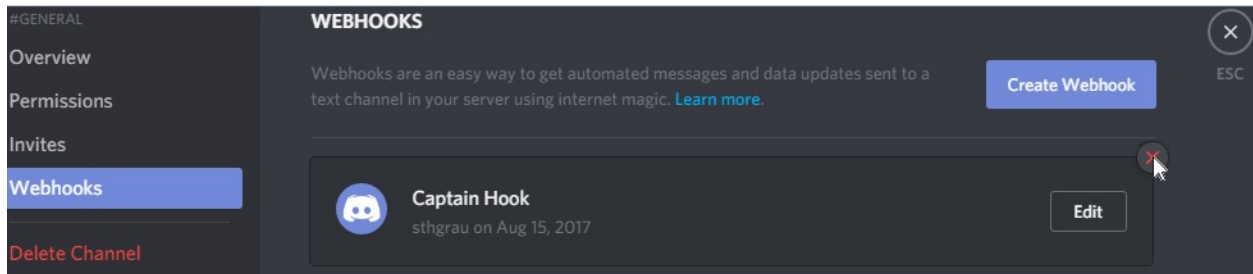 #GENERAL
Overview
Permissions
Invites
Webhooks
Delete Channel
WEBHOOKS
Webhooks are an easy way to get automated messages and data updates sent to a
text channel in your server using internet magic. Learn more.
Create Webhook
ESC
Captain Hook
sthgrau on Aug 15, 2017
Edit